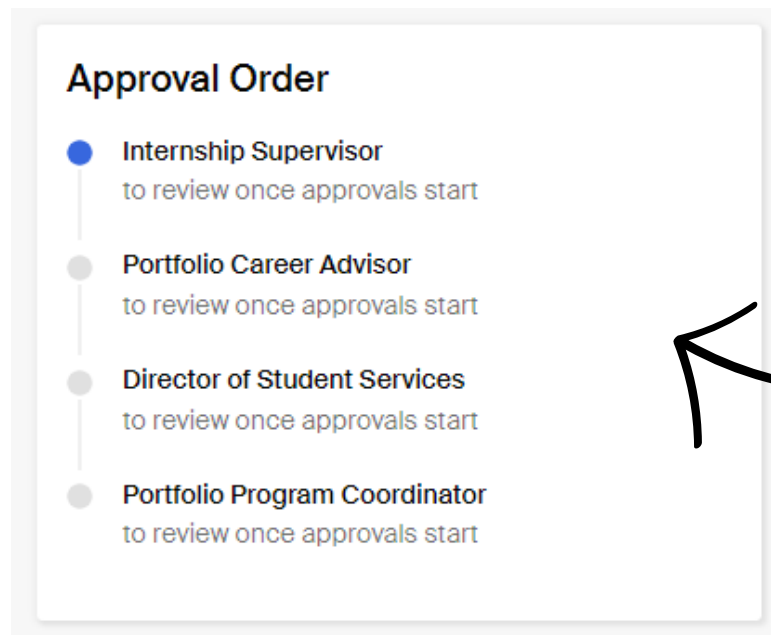 Approval Order
Internship Supervisor
to review once approvals start
Portfolio Career Advisor
to review once approvals start
Director of Student Services
to review once approvals start
Portfolio Program Coordinator
to review once approvals start